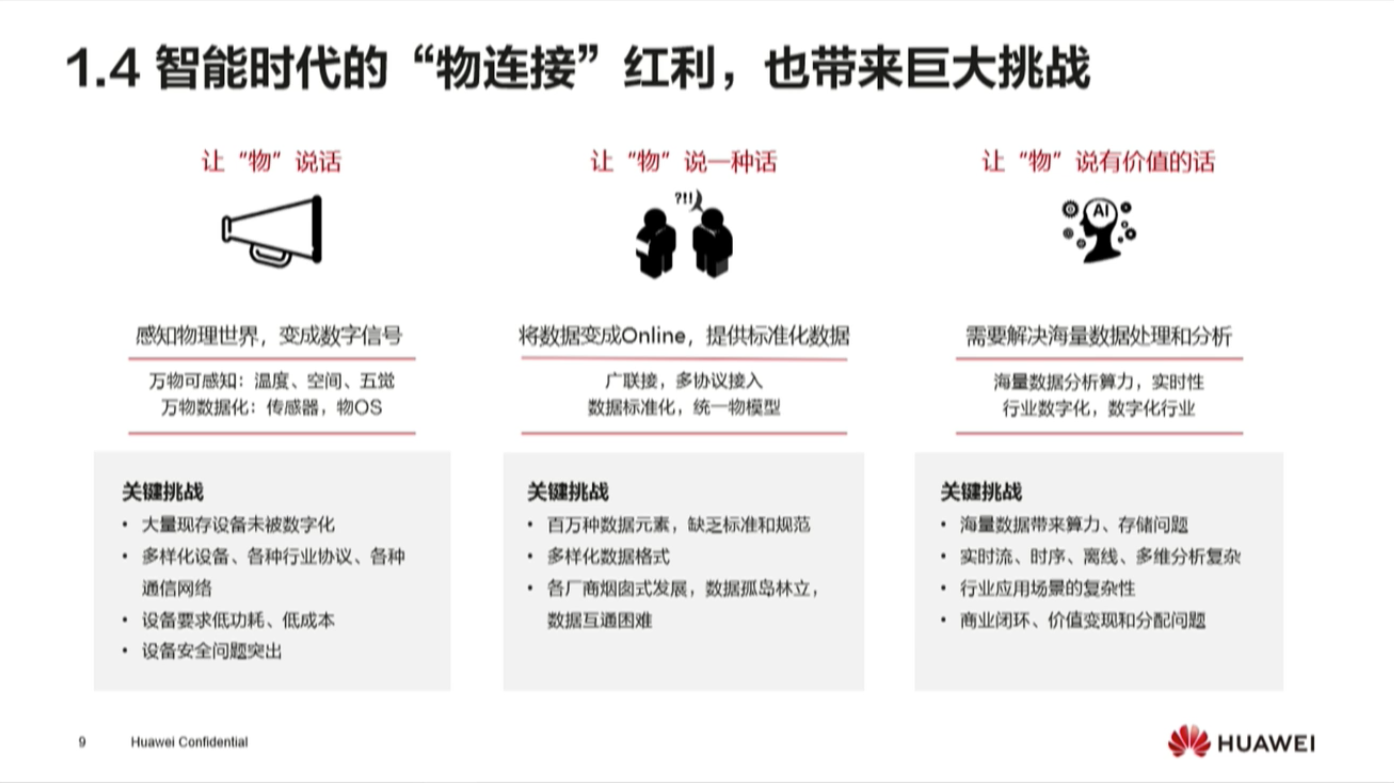 1.4 智能时代的“物连接”红利，也带来巨大挑战
让“物”说话
感知物理世界，变成数字信号
万物可感知：温度、空间、五觉
万物数据化：传感器，物OS
关键挑战
• 大量现存设备未被数字化
• 多样化设备、各种行业协议、各种
通信网络
• 设备要求低功耗、低成本
• 设备安全问题突出
让“物”说一种话
?!!
将数据变成Online，提供标准化数据
广联接，多协议接入
数据标准化，统一物模型
关键挑战
• 百万种数据元素，缺乏标准和规范
• 多样化数据格式
• 各厂商烟囱式发展，数据孤岛林立，
数据互通困难
让“物”说有价值的话
AI
需要解决海量数据处理和分析
海量数据分析算力，实时性
行业数字化，数字化行业
关键挑战
• 海量数据带来算力、存储问题
• 实时流、时序、离线、多维分析复杂
• 行业应用场景的复杂性
• 商业闭环、价值变现和分配问题
9 Huawei Confidential
HUAWEI